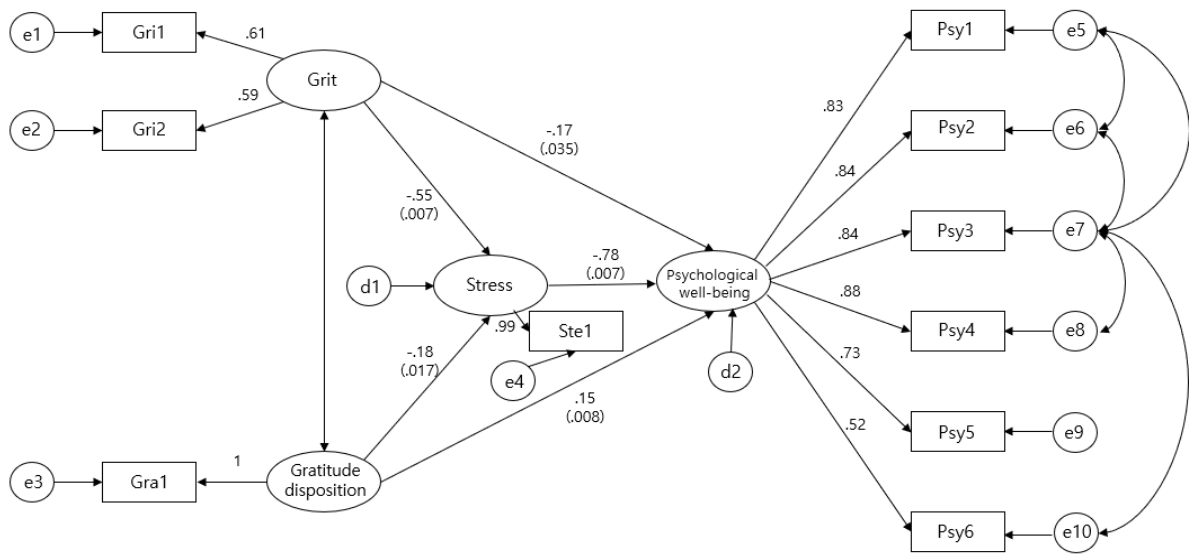 e1
Gri1
.61
Grit
.59
e2
Gri2
-.17
(.035)
-.55
(.007)
d1
Stress
-.78
(.007)
Psychological
well-being
.99
Ste1
e4
d2
-.18
(.017)
.15
(.008)
e3
Gra1
1
Gratitude
disposition
Psy1
e5
.83
Psy2
e6
.84
Psy3
e7
.84
Psy4
e8
.88
.73
Psy5
e9
.52
Psy6
e10